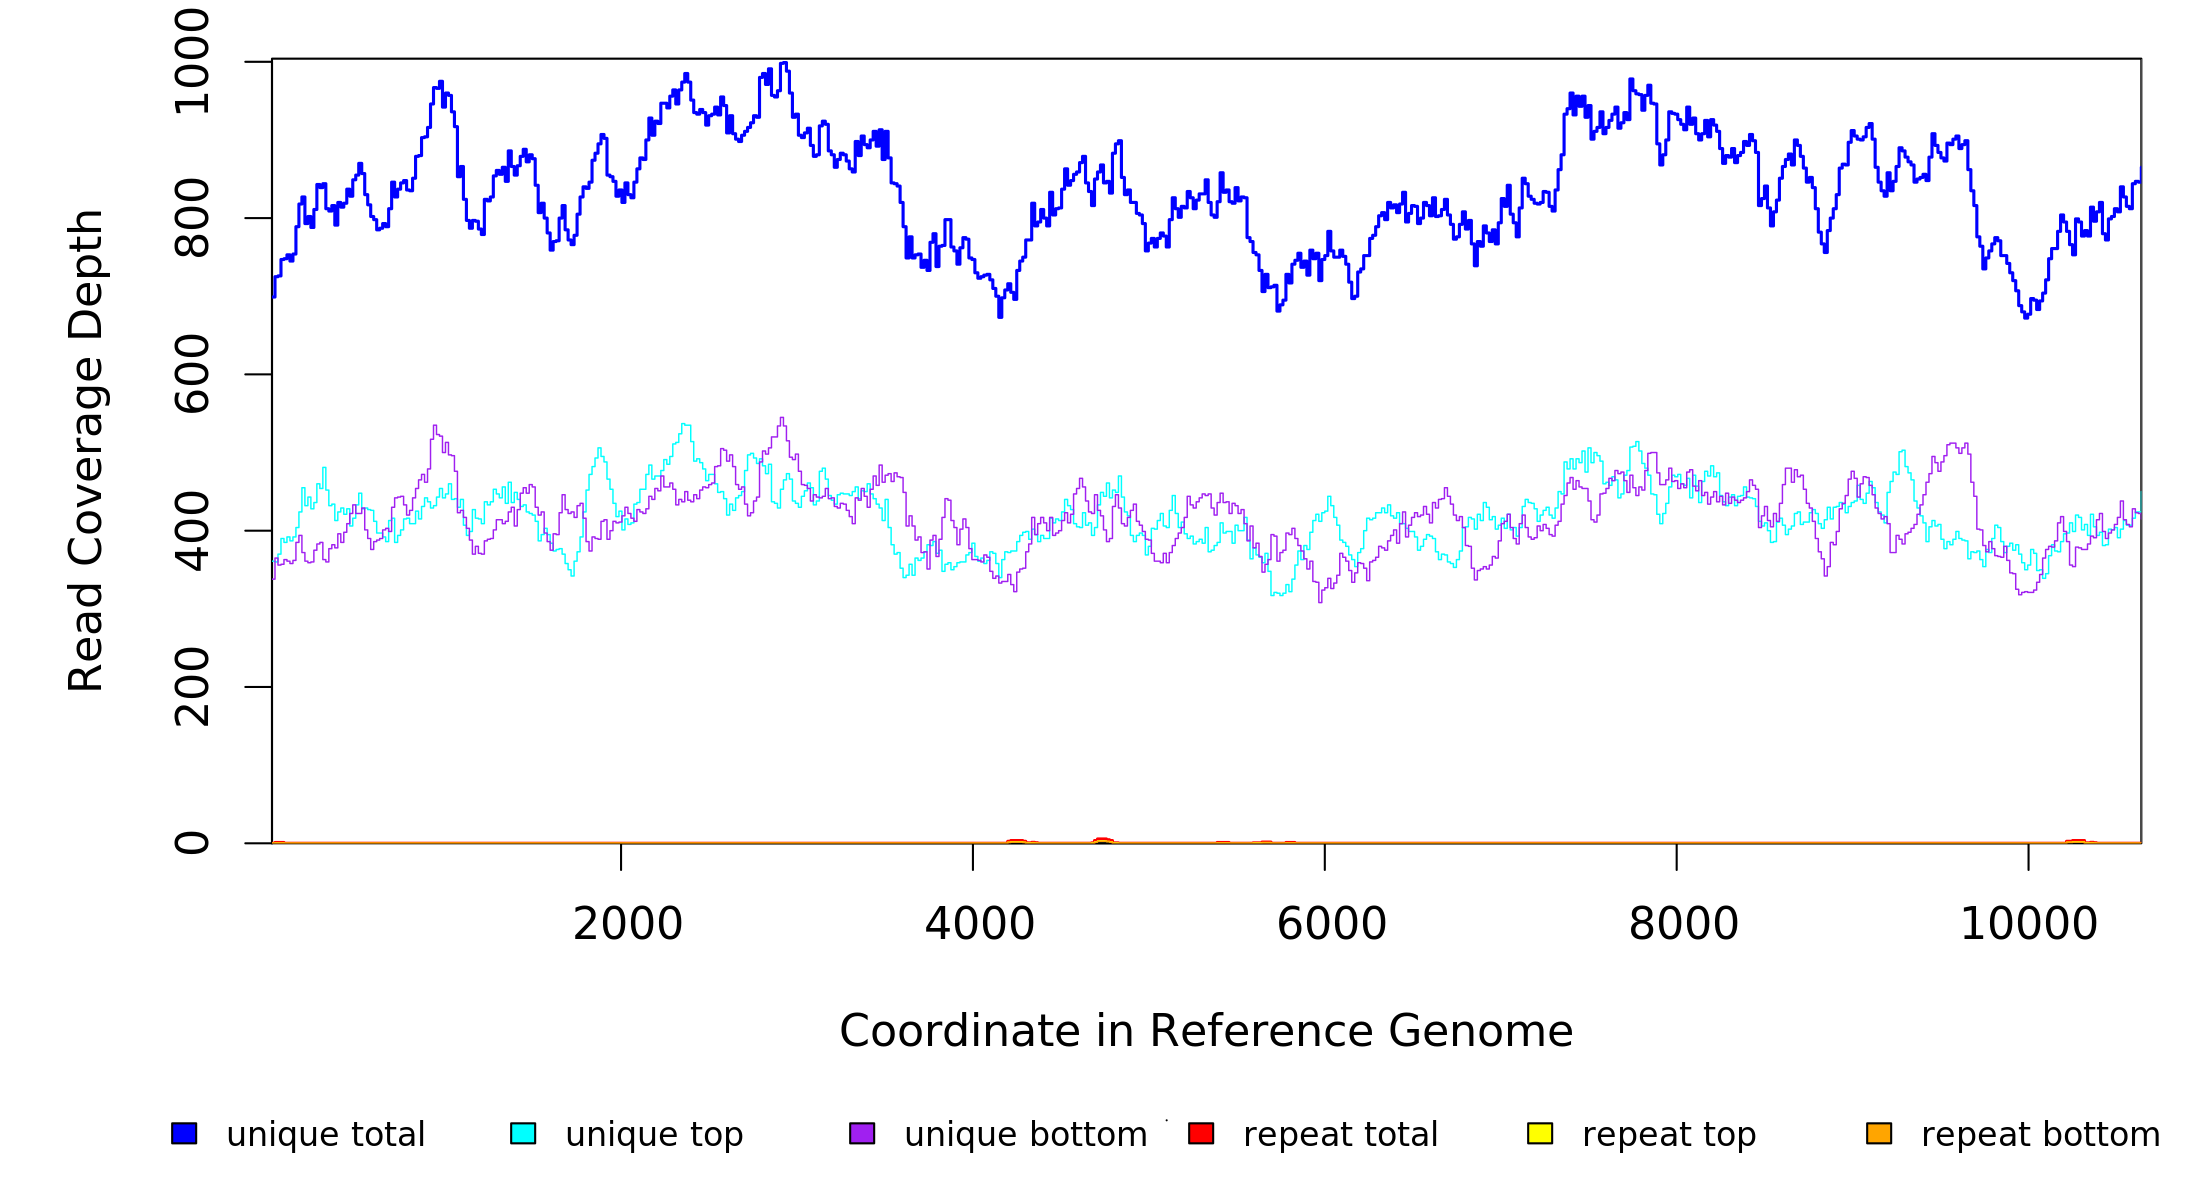 Read Coverage Depth
1000
800
600
400
200
0
2000 4000 6000 8000 10000
Coordinate in Reference Genome
unique total unique top unique bottom repeat total repeat top repeat bottom